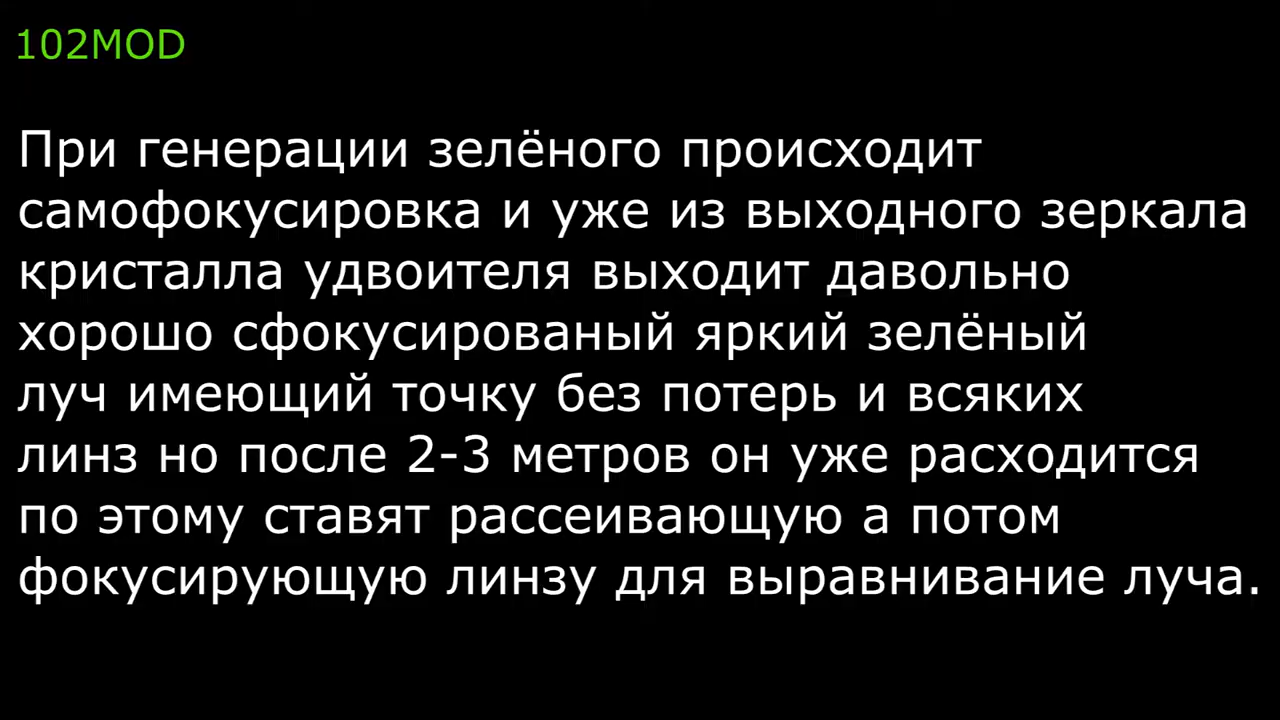 102MOD
При генерации зелёного происходит
самофокусировка и уже из выходного зеркала
кристалла удвоителя выходит давольно
хорошо сфокусированый яркий зелёный
луч имеющий точку без потерь и всяких
линз но после 2-3 метров он уже расходится
по этому ставят рассеивающую а потом
фокусирующую линзу для выравнивание луча.